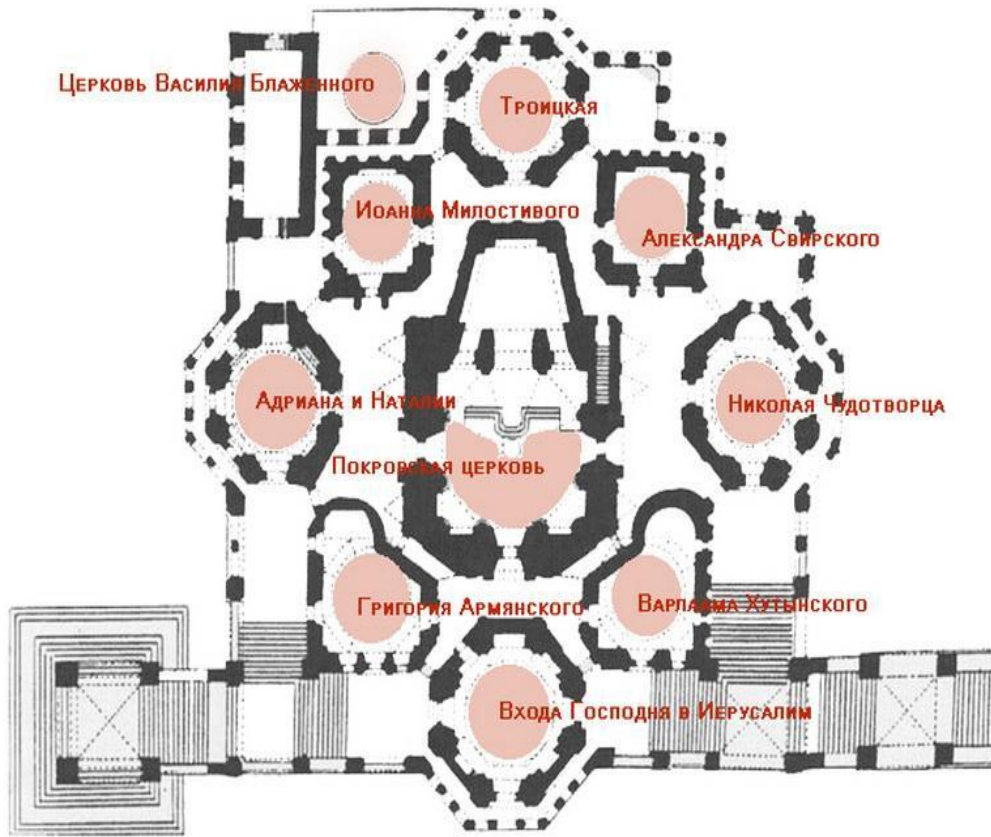 Церковь Василия Блаженного
Троицкая
Иоанна Милостивого
Александра Свирского
Адриана и Наталии
Николая Чудотворца
Покровская церковь
Григория Армянского
Варлаама Хутынского
Входа Господня в Иерусалим